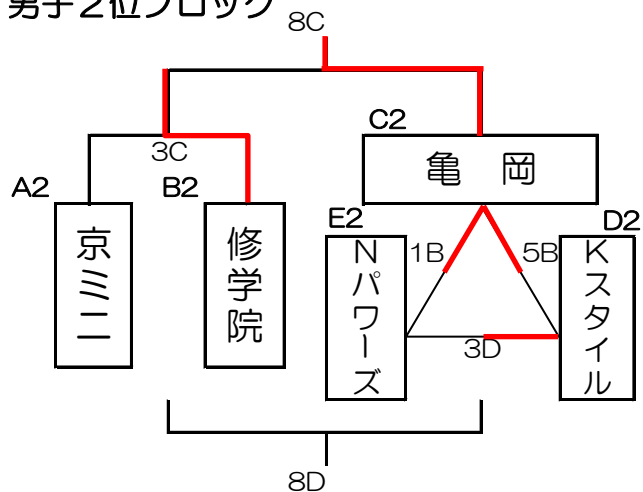 男子２位ブロック
8C
C2
3C
亀岡
A2
B2
E2
D2
京ミニ
修学院
Nパワーズ
1B
5B
Kスタイル
3D
8D